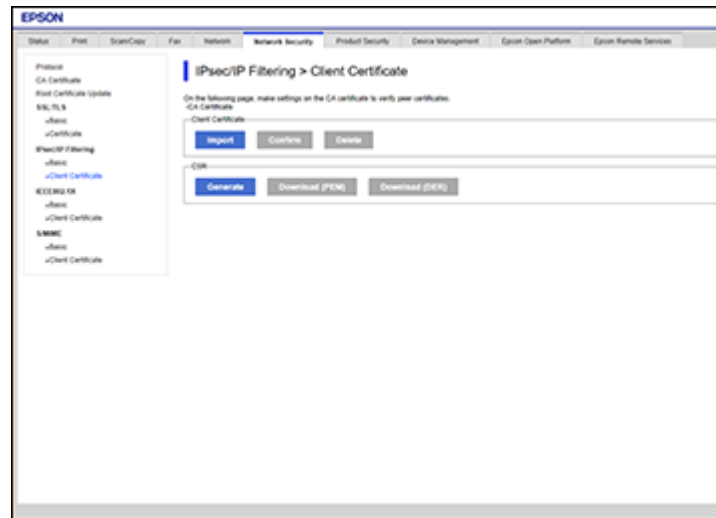 EPSON
Status Print Scan/Copy Fax Network Network Security Product Security Device Management Epson Open Platform Epson Remote Services
Protocol
CA Certificate
Root Certificate Update
SSL/TLS
»Basic
»Certificate
IPsec/IP Filtering
»Basic
»Client Certificate
IEEE802.1X
»Basic
»Client Certificate
S/MIME
»Basic
»Client Certificate
IPsec/IP Filtering > Client Certificate
On the following page, make settings on the CA certificate to verify peer certificates.
-CA Certificate
Client Certificate
Import Confirm Delete
CSR
Generate Download (PEM) Download (DER)